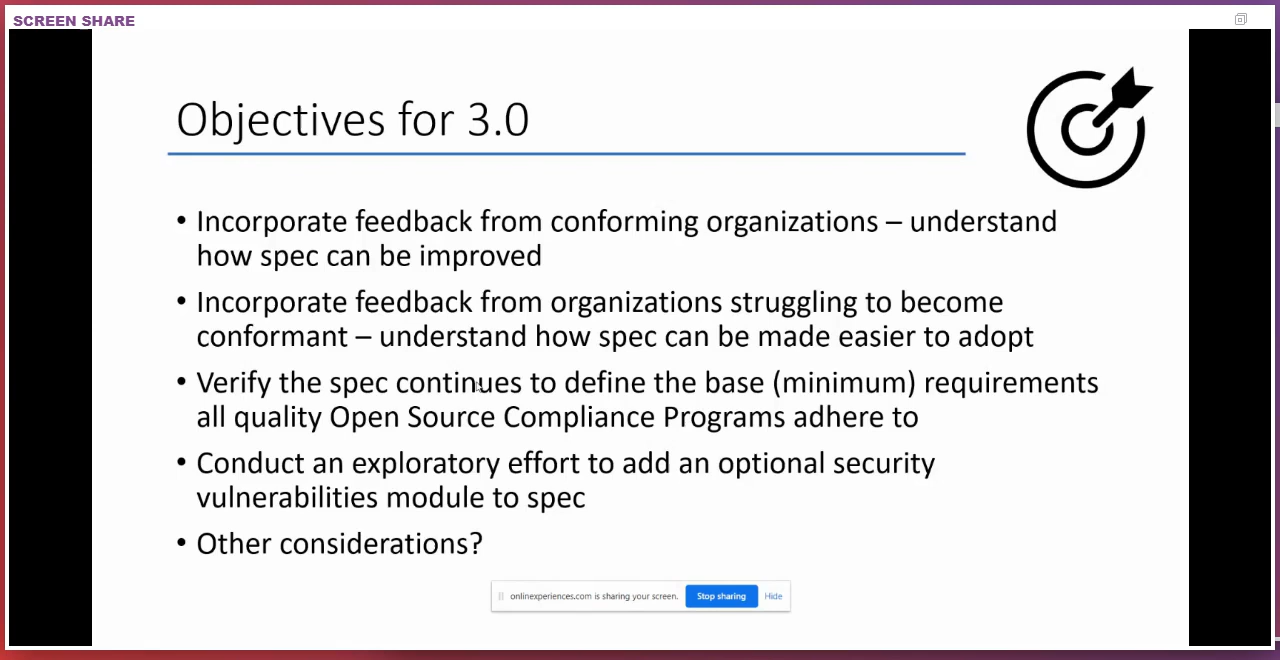 SCREEN SHARE
Objectives for 3.0
• Incorporate feedback from conforming organizations – understand
how spec can be improved
• Incorporate feedback from organizations struggling to become
conformant – understand how spec can be made easier to adopt
• Verify the spec continues to define the base (minimum) requirements
all quality Open Source Compliance Programs adhere to
• Conduct an exploratory effort to add an optional security
vulnerabilities module to spec
• Other considerations?
onlinexperiences.com is sharing your screen. Stop sharing Hide